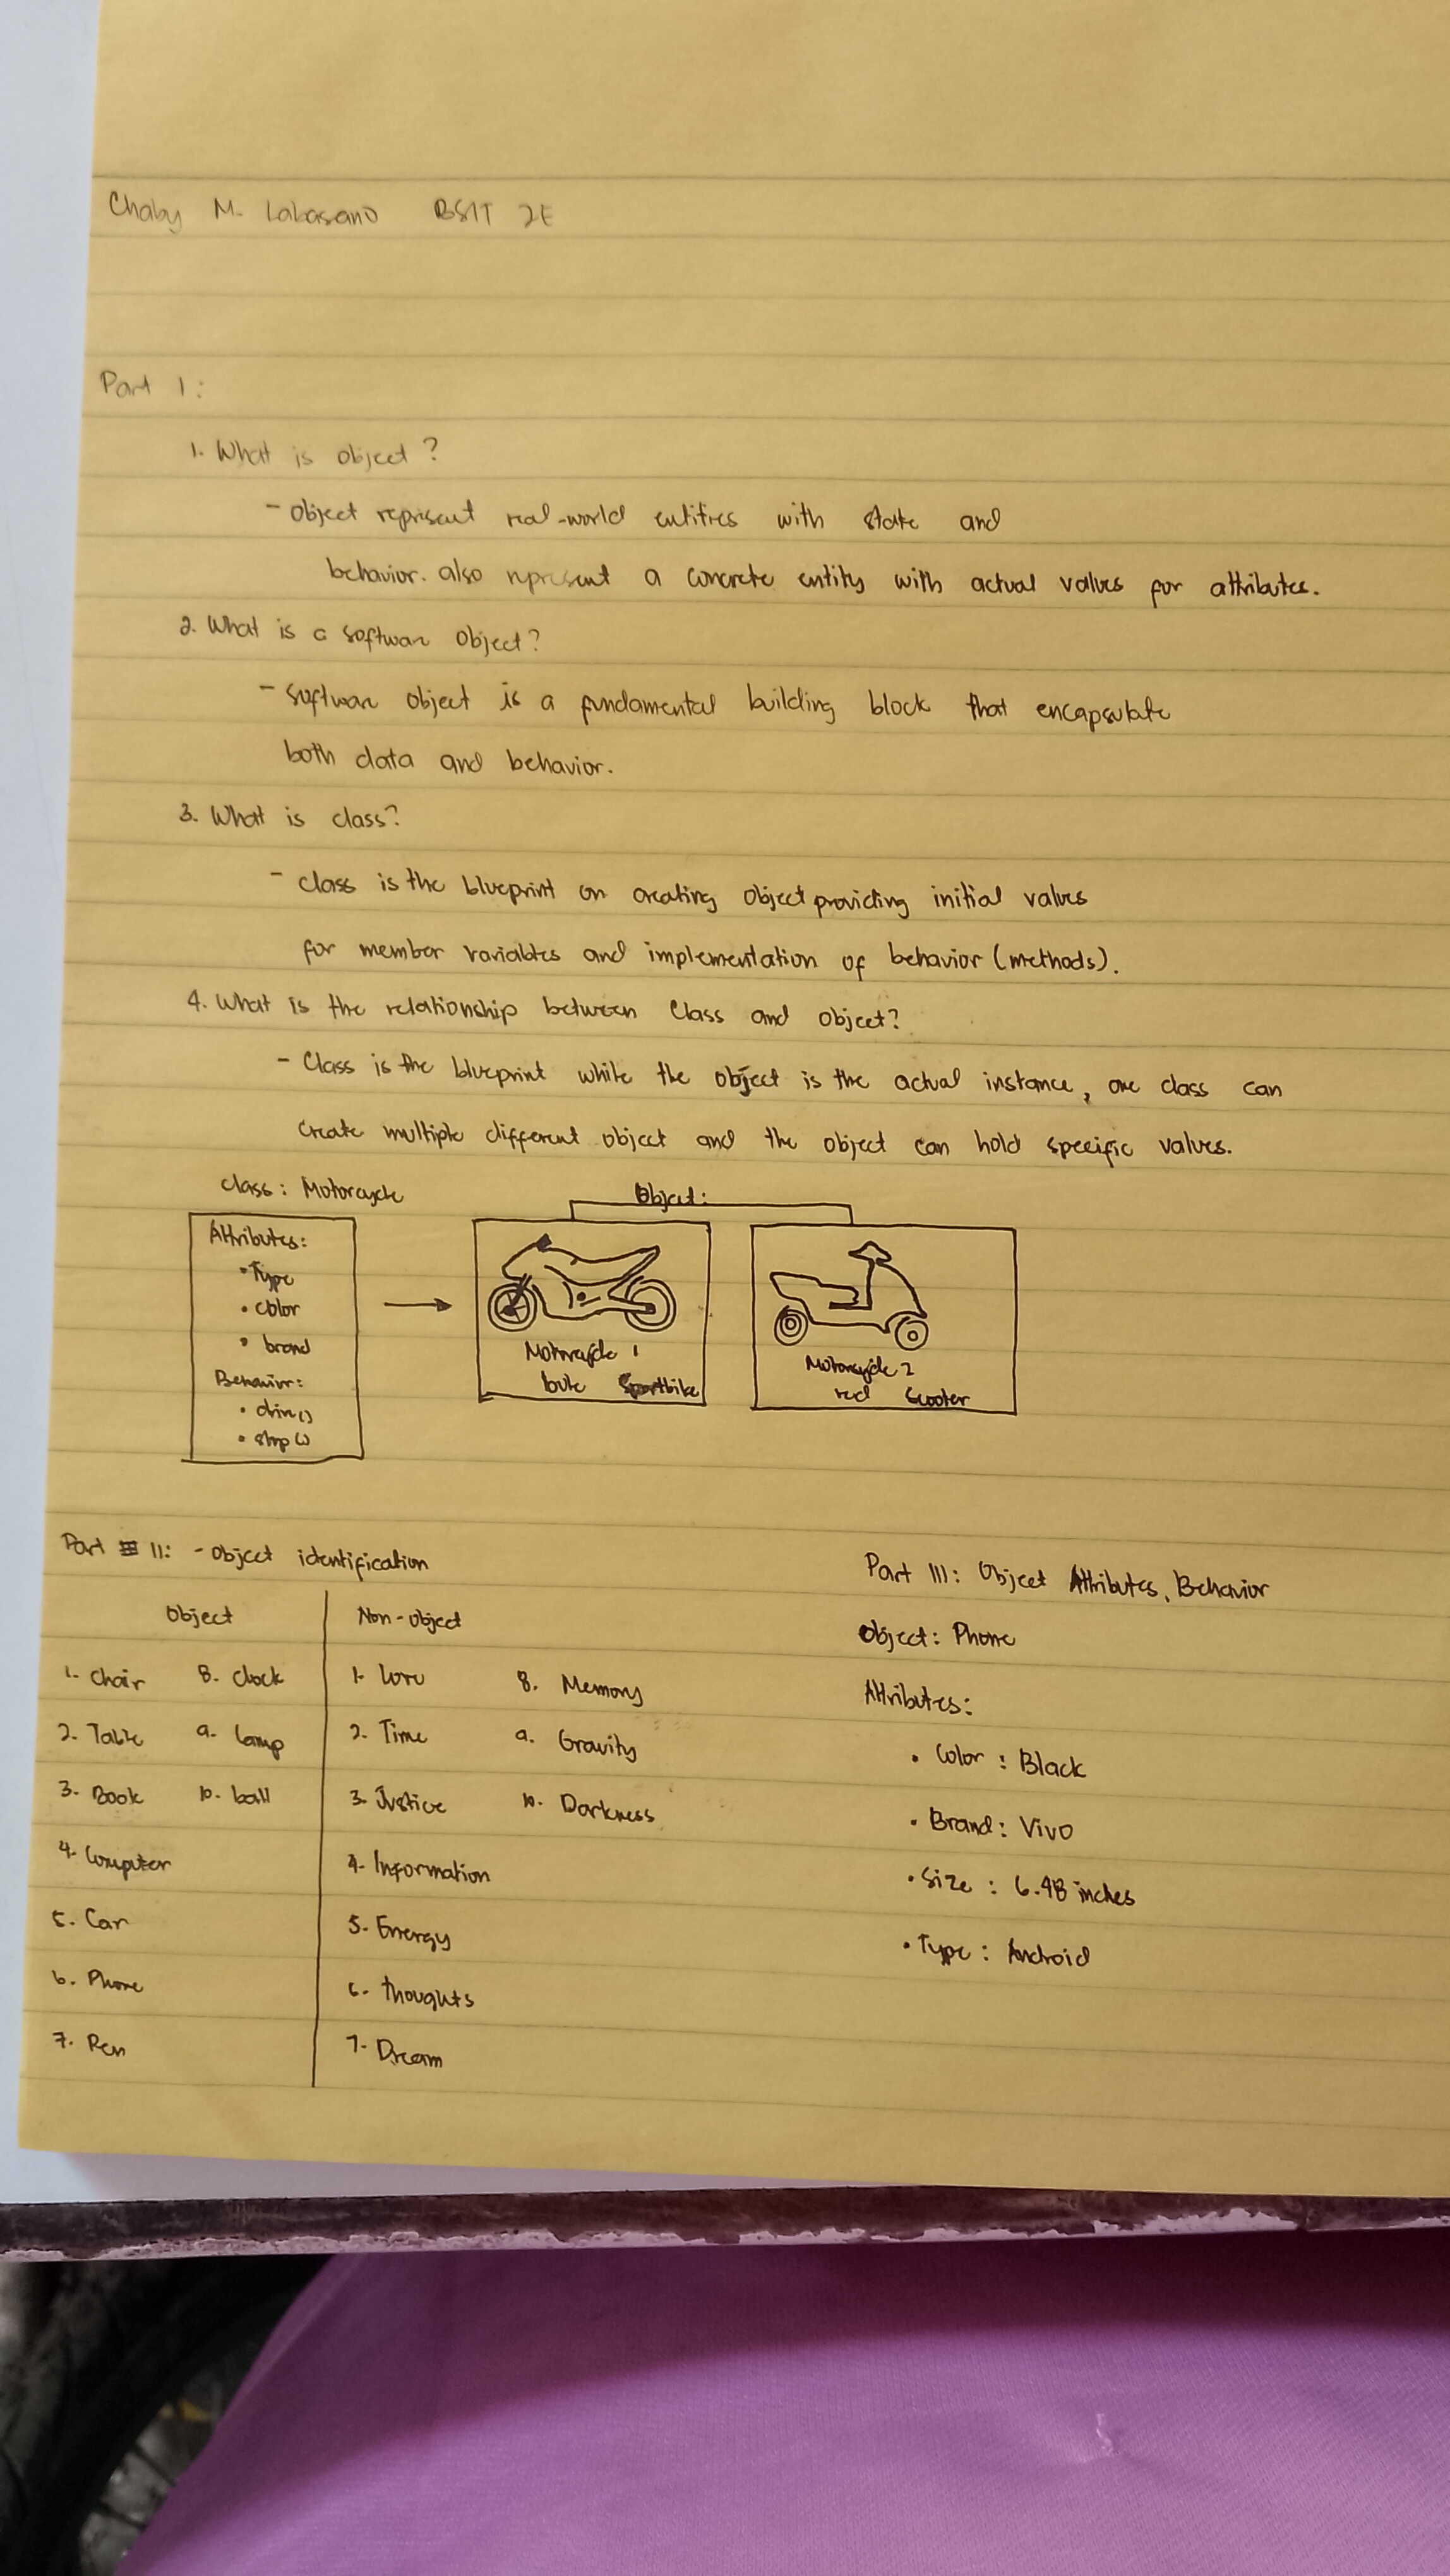 Chaby M. Labasano BSIT 2E
Part 1:
1. What is object?
- Object represent real-world entities with state and
behavior. also represent a concrete entity with actual values for attributes.
2. What is a software object?
- software object is a fundamental building block that encapsulate
both data and behavior.
3. What is class?
- class is the blueprint on creating object providing initial values
for member variables and implementation of behavior (methods).
4. What is the relationship between Class and object?
- Class is the blueprint while the object is the actual instance, one class can
create multiple different object and the object can hold specific values.
class: Motorcycle
Attributes:
• Type
• color
• brand
Behavior:
• drive()
• stop()
Object:
Motorcycle 1
Sportbike
Motorcycle 2
red Scooter
Part II: - Object identification
Object
1. Chair
2. Table
3. Book
4. Computer
5. Car
6. Phone
7. Pen
8. Clock
9. Lamp
10. ball
Non-object
1. Love
2. Time
3. Justice
4. Information
5. Energy
6. thoughts
7. Dream
8. Memory
9. Gravity
10. Darkness
Part III: Object Attributes, Behavior
Object: Phone
Attributes:
• Color : Black
• Brand: Vivo
• Size : 6.48 inches
• Type : Android